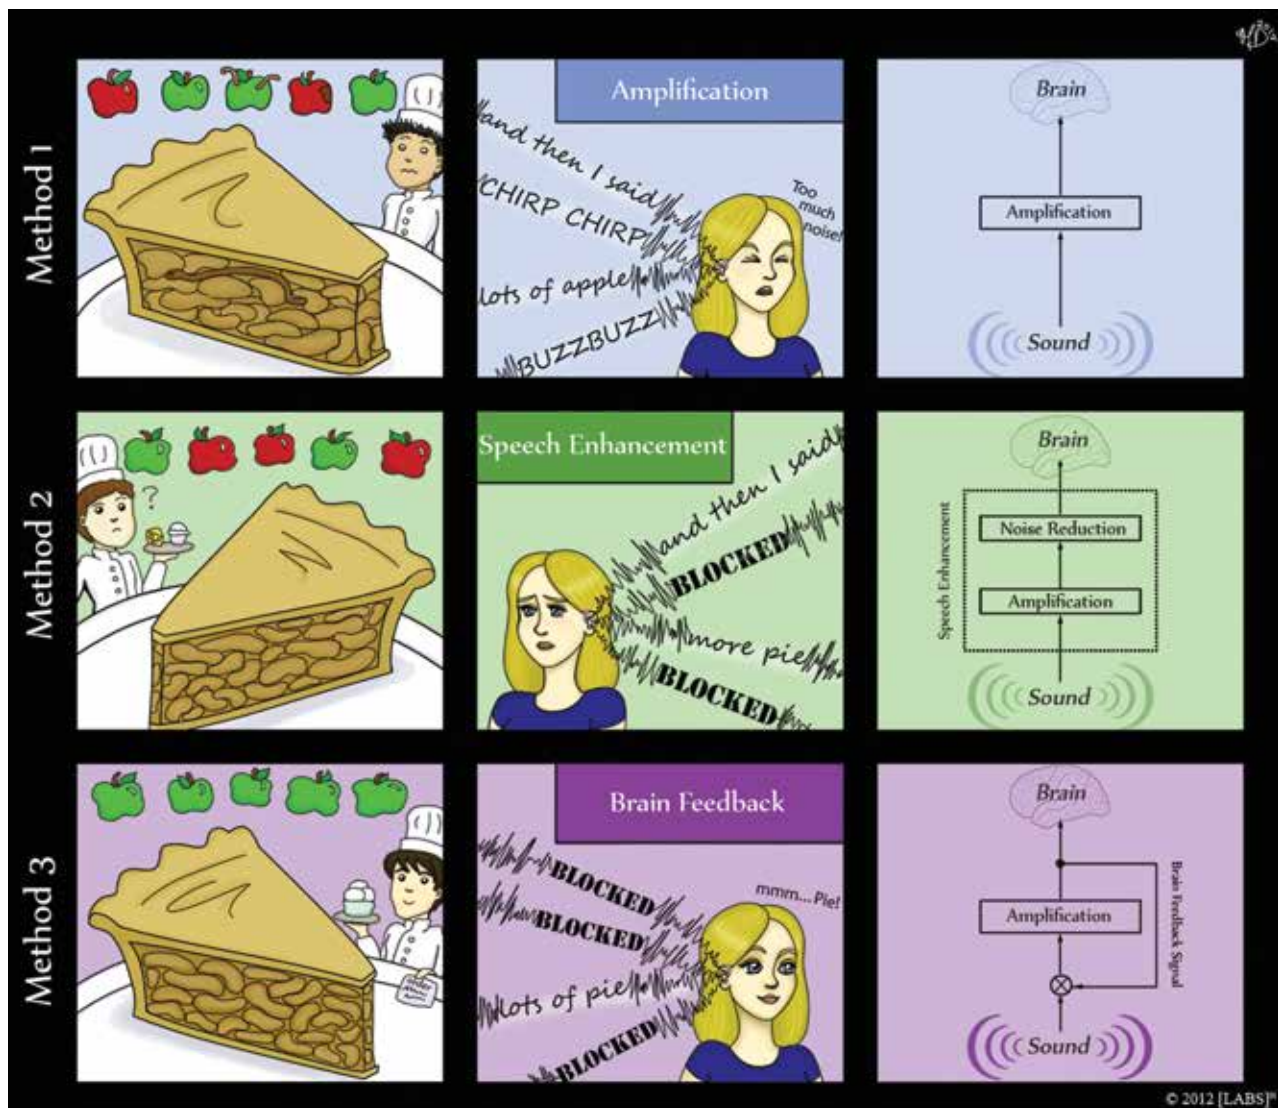 Method 1
Amplification
and then I said
CHIRP CHIRP
lots of apple
BUZZBUZZ
Too
much
noise!
Brain
Amplification
Sound
Method 2
?
Speech Enhancement
and then I said
BLOCKED
more pie
BLOCKED
Brain
Noise Reduction
Amplification
Speech Enhancement
Sound
Method 3
order
Brain Feedback
BLOCKED
BLOCKED
lots of pie
BLOCKED
mmm...Pie!
Brain
Amplification
Brain Feedback Signal
Sound
© 2012 [LABS]